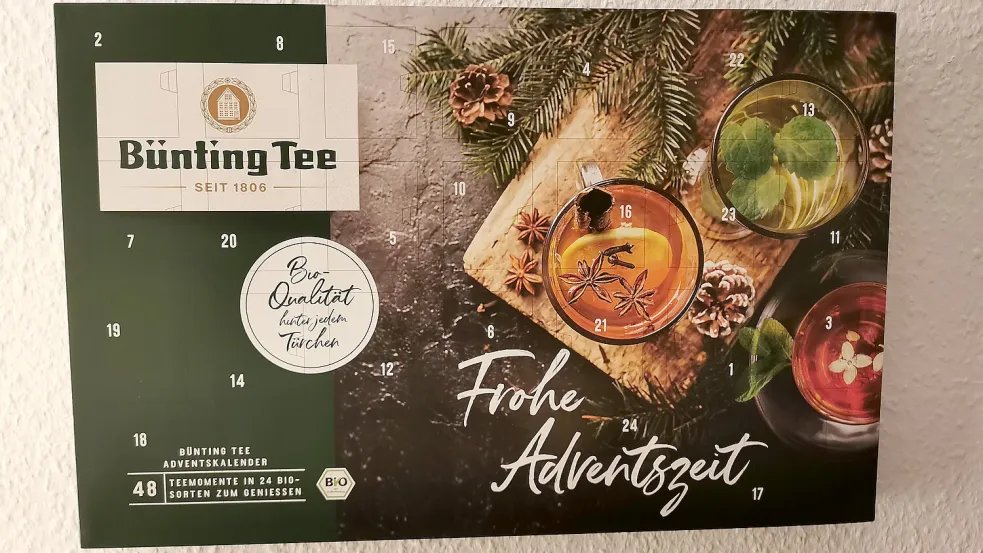 2
8
15
4
22
13
9
Bünting Tee
SEIT 1806
10
16
23
7
20
5
11
Bio-
Qualität
hinter jedem
Türchen
19
6
21
3
12
1
14
Frohe
Adventszeit
24
18
17
BÜNTING TEE
ADVENTSKALENDER
48 TEEMOMENTE IN 24 BIO-
SORTEN ZUM GENIESSEN
BIO